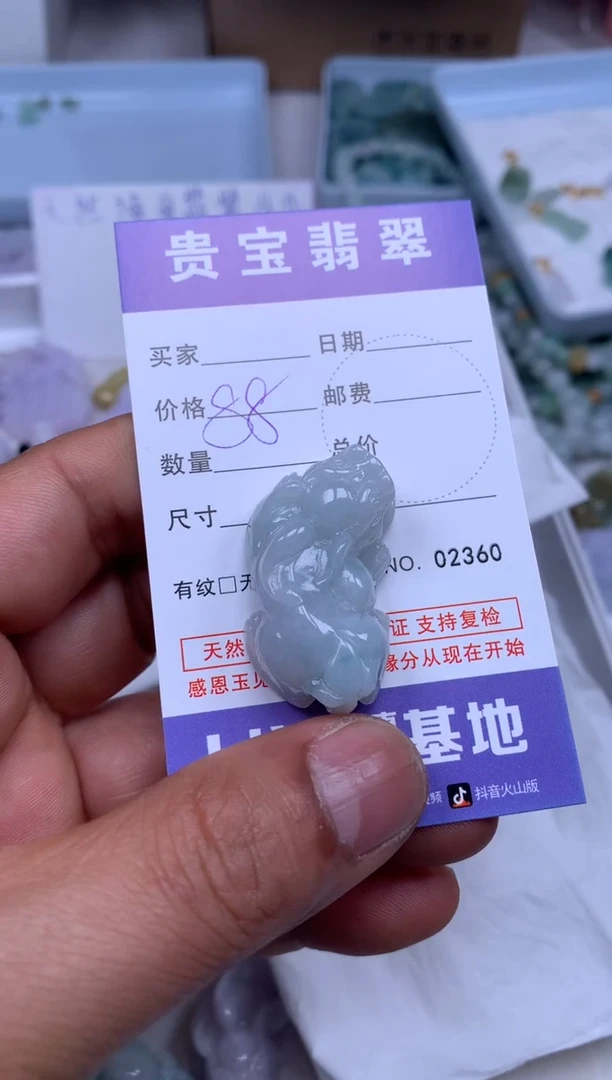 贵宝翡翠
买家 日期
价格 88 邮费
数量 总价
尺寸
有纹□无 NO. 02360
天然 证 支持复检
感恩玉见 缘分从现在开始
基地
抖音火山版